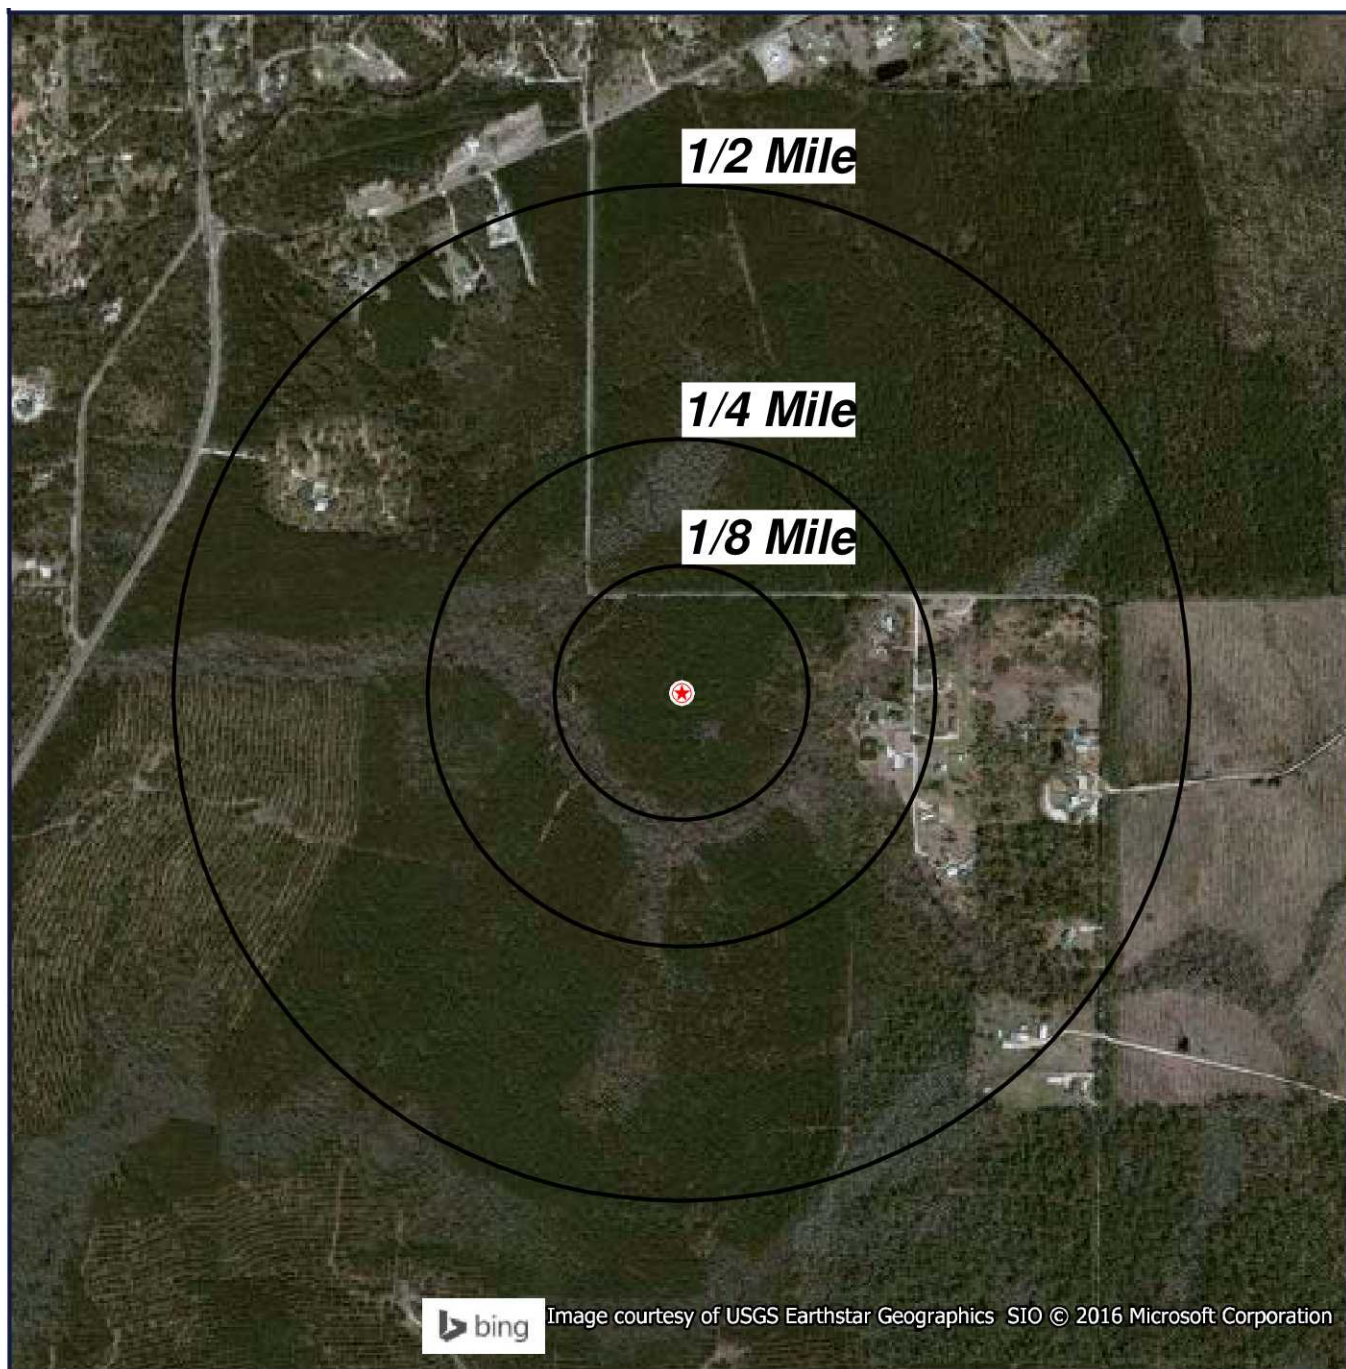 1/2 Mile
1/4 Mile
1/8 Mile
bing
Image courtesy of USGS Earthstar Geographics SIO © 2016 Microsoft Corporation